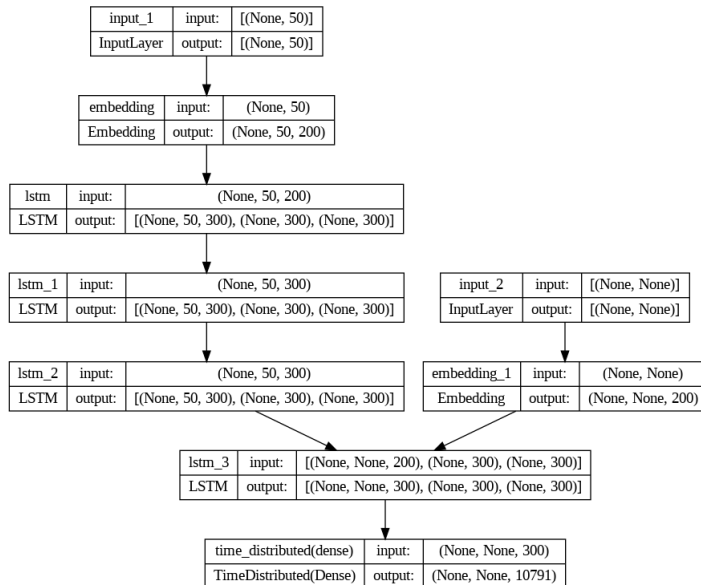 input_1 input: [(None, 50)]
InputLayer output: [(None, 50)]
embedding input: (None, 50)
Embedding output: (None, 50, 200)
lstm input: (None, 50, 200)
LSTM output: [(None, 50, 300), (None, 300), (None, 300)]
lstm_1 input: (None, 50, 300)
LSTM output: [(None, 50, 300), (None, 300), (None, 300)]
input_2 input: [(None, None)]
InputLayer output: [(None, None)]
lstm_2 input: (None, 50, 300)
LSTM output: [(None, 50, 300), (None, 300), (None, 300)]
embedding_1 input: (None, None)
Embedding output: (None, None, 200)
lstm_3 input: [(None, None, 200), (None, 300), (None, 300)]
LSTM output: [(None, None, 300), (None, 300), (None, 300)]
time_distributed(dense) input: (None, None, 300)
TimeDistributed(Dense) output: (None, None, 10791)